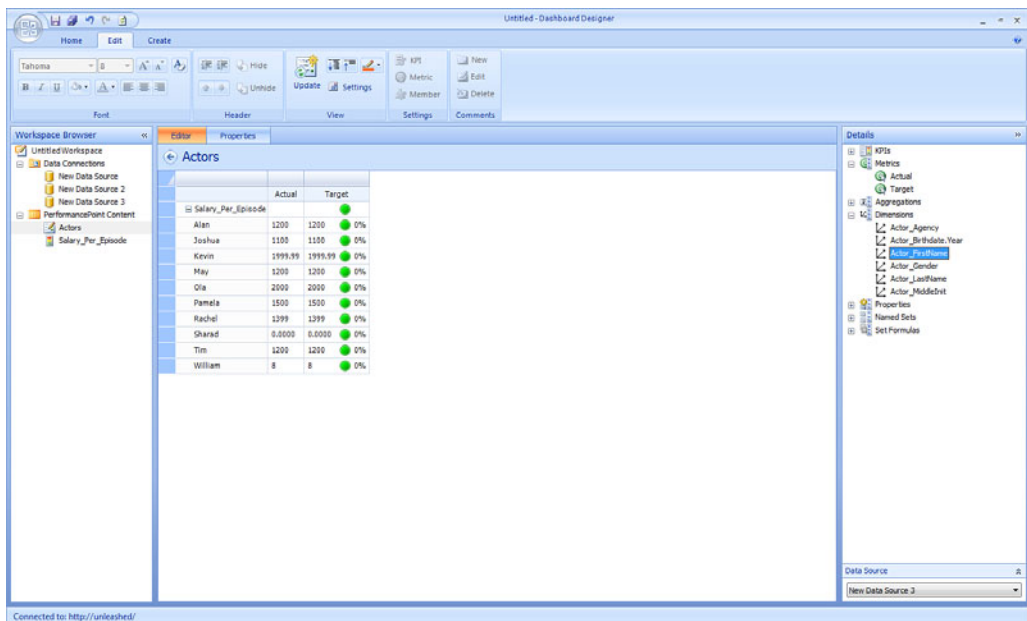 Untitled - Dashboard Designer
Home Edit Create
Tahoma 8 Hide
B I U A Unhide
Update Settings
KPI
Metric
Member
New
Edit
Delete
Font Header View Settings Comments
Workspace Browser
Untitled Workspace
Data Connections
New Data Source
New Data Source 2
New Data Source 3
PerformancePoint Content
Actors
Salary_Per_Episode
Editor Properties
Actors
Actual Target
Salary_Per_Episode
Alan 1200 1200 0%
Joshua 1100 1100 0%
Kevin 1999.99 1999.99 0%
May 1200 1200 0%
Ola 2000 2000 0%
Pamela 1500 1500 0%
Rachel 1399 1399 0%
Sharad 0.0000 0.0000 0%
Tim 1200 1200 0%
William 8 8 0%
Details
KPIs
Metrics
Actual
Target
Aggregations
Dimensions
Actor_Agency
Actor_Birthdate.Year
Actor_FirstName
Actor_Gender
Actor_LastName
Actor_MiddleInit
Properties
Named Sets
Set Formulas
Data Source
New Data Source 3
Connected to: http://unleashed/